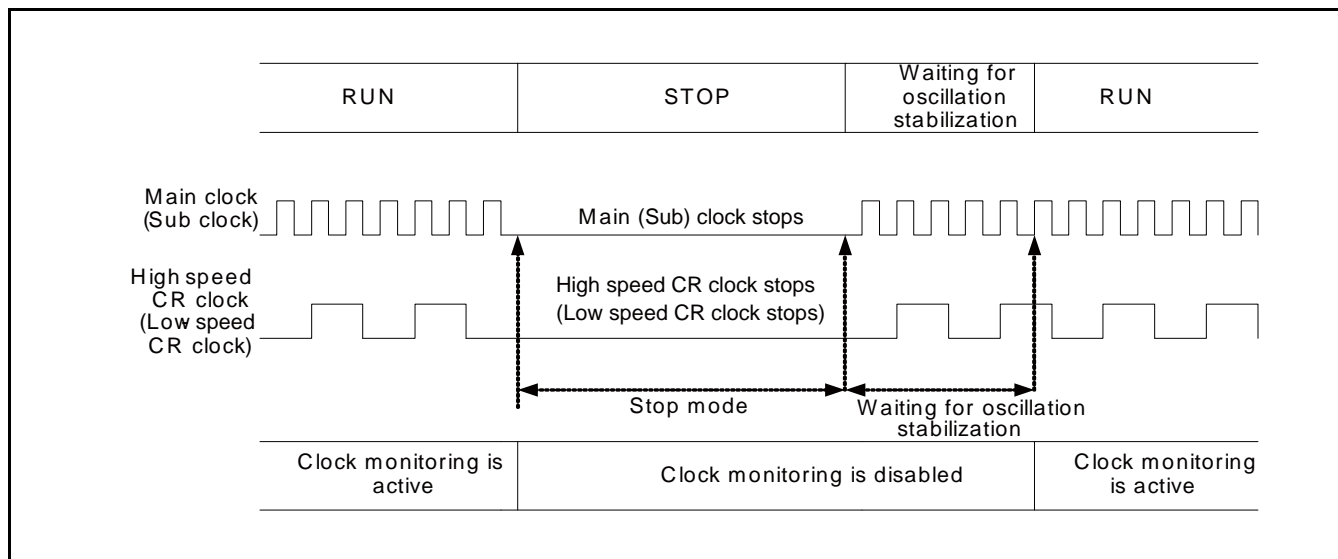 RUN
STOP
Waiting for
oscillation
stabilization
RUN
Main clock
(Sub clock)
Main (Sub) clock stops
High speed
CR clock
(Low speed
CR clock)
High speed CR clock stops
(Low speed CR clock stops)
Stop mode
Waiting for oscillation
stabilization
Clock monitoring is
active
Clock monitoring is disabled
Clock monitoring
is active